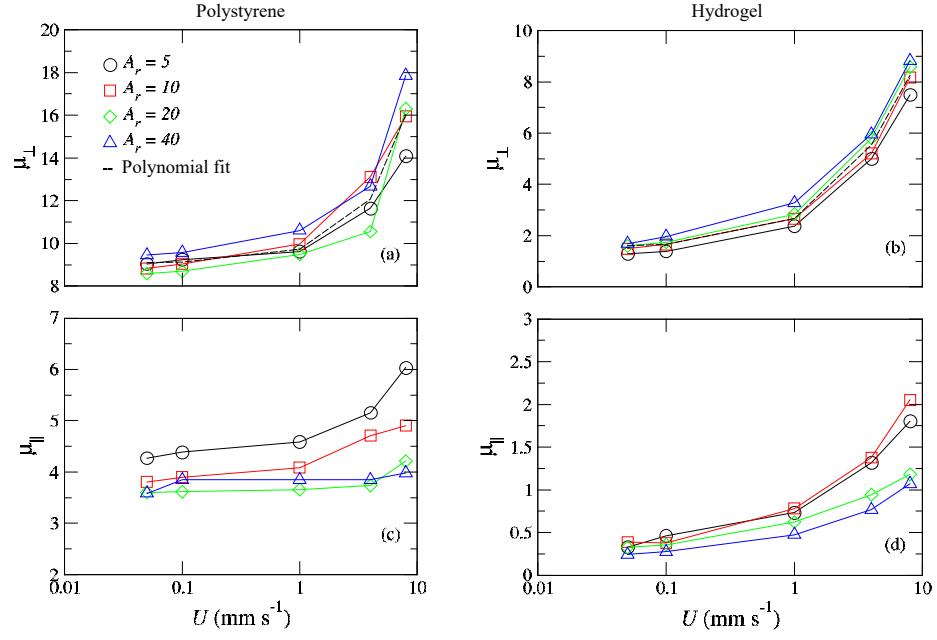 Polystyrene
Hydrogel
20
18
16
14
12
10
8
μ⊥
A_r = 5
A_r = 10
A_r = 20
A_r = 40
-- Polynomial fit
(a)
10
8
6
4
2
0
μ⊥
(b)
7
6
5
4
3
2
μ∥
(c)
0.01
0.1
1
10
U (mm s⁻¹)
3
2.5
2
1.5
1
0.5
0
μ∥
(d)
0.01
0.1
1
10
U (mm s⁻¹)